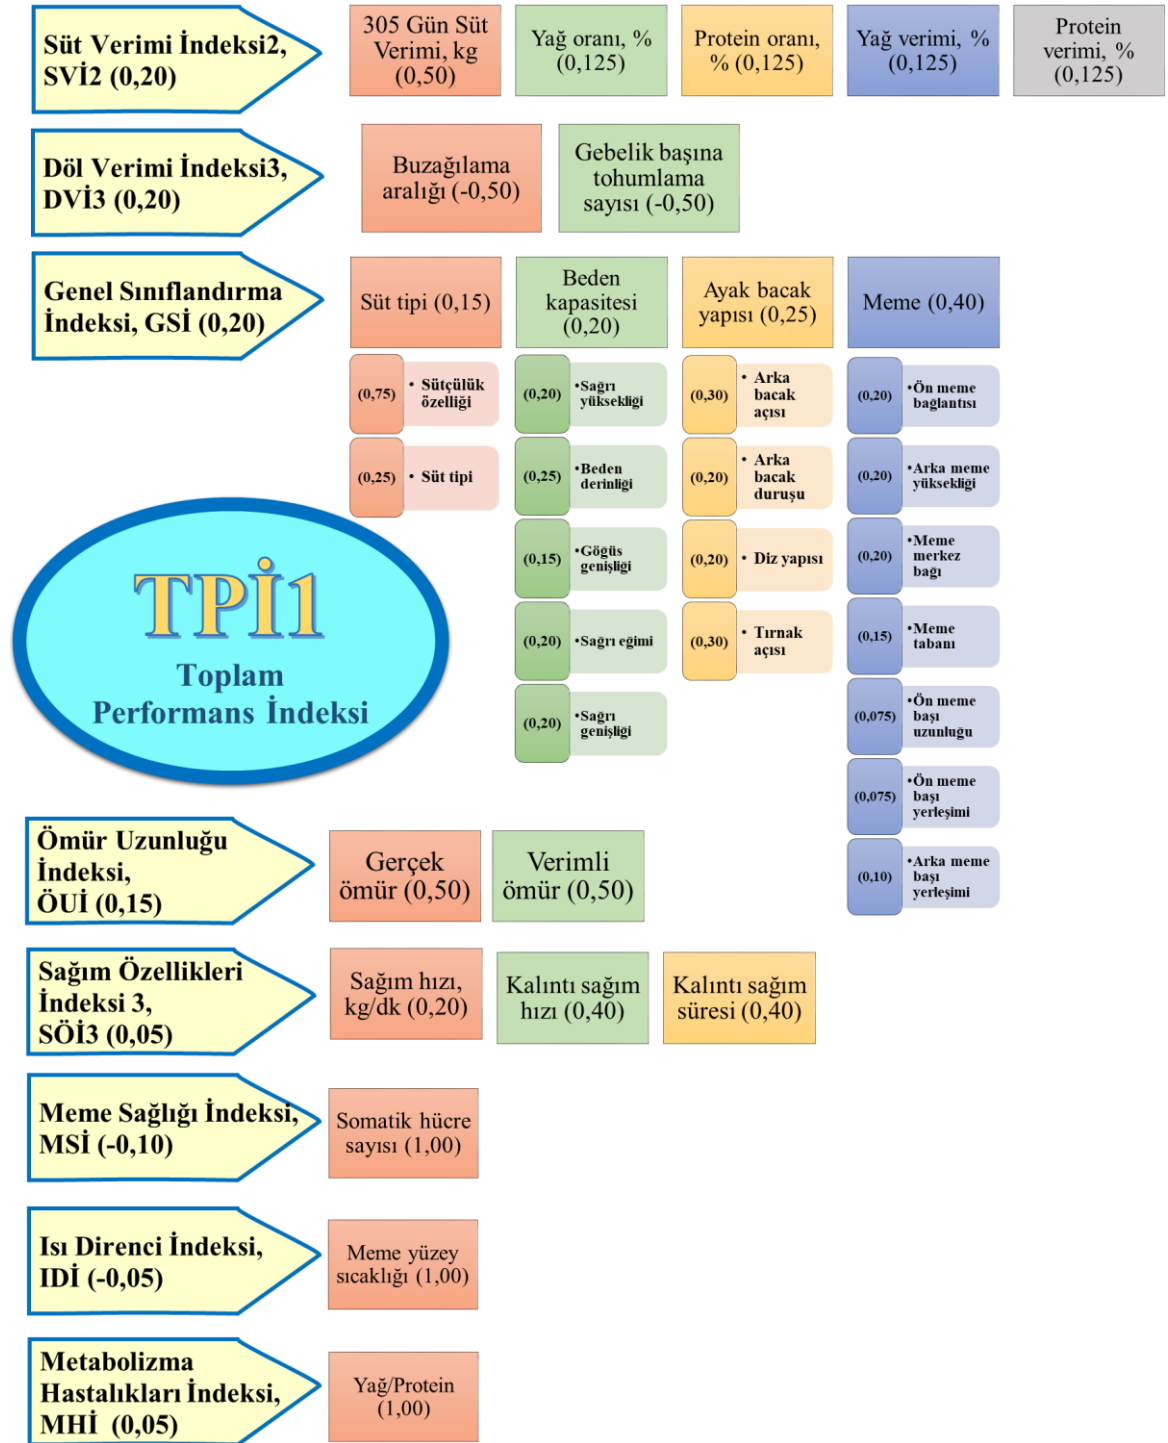 Süt Verimi İndeksi2,
SVİ2 (0,20)
305 Gün Süt
Verimi, kg
(0,50)
Yağ oranı, %
(0,125)
Protein oranı,
% (0,125)
Yağ verimi, %
(0,125)
Protein
verimi, %
(0,125)
Döl Verimi İndeksi3,
DVİ3 (0,20)
Buzağılama
aralığı (-0,50)
Gebelik başına
tohumlama
sayısı (-0,50)
Genel Sınıflandırma
İndeksi, GSİ (0,20)
Süt tipi (0,15)
Beden
kapasitesi
(0,20)
Ayak bacak
yapısı (0,25)
Meme (0,40)
(0,75)
• Sütçülük
özelliği
(0,25)
• Süt tipi
(0,20)
•Sağrı
yüksekliği
(0,25)
•Beden
derinliği
(0,15)
•Göğüs
genişliği
(0,20)
•Sağrı eğimi
(0,20)
•Sağrı
genişliği
(0,30)
• Arka
bacak
açısı
(0,20)
• Arka
bacak
duruşu
(0,20)
• Diz yapısı
(0,30)
• Tırnak
açısı
(0,20)
•Ön meme
bağlantısı
(0,20)
•Arka meme
yüksekliği
(0,20)
•Meme
merkez
bağı
(0,15)
•Meme
tabanı
(0,075)
•Ön meme
başı
uzunluğu
(0,075)
•Ön meme
başı
yerleşimi
(0,10)
•Arka meme
başı
yerleşimi
TPİ1
Toplam
Performans İndeksi
Ömür Uzunluğu
İndeksi,
ÖUİ (0,15)
Gerçek
ömür (0,50)
Verimli
ömür (0,50)
Sağım Özellikleri
İndeksi 3,
SÖİ3 (0,05)
Sağım hızı,
kg/dk (0,20)
Kalıntı sağım
hızı (0,40)
Kalıntı sağım
süresi (0,40)
Meme Sağlığı İndeksi,
MSİ (-0,10)
Somatik hücre
sayısı (1,00)
Isı Direnci İndeksi,
IDİ (-0,05)
Meme yüzey
sıcaklığı (1,00)
Metabolizma
Hastalıkları İndeksi,
MHİ (0,05)
Yağ/Protein
(1,00)